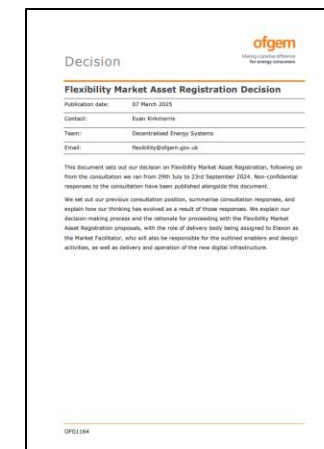 ofgem
Making a positive difference
for energy consumers
Decision
Flexibility Market Asset Registration Decision
Publication date: 07 March 2025
Contact: Euan Kirkmorris
Team: Decentralised Energy Systems
Email: flexibility@ofgem.gov.uk
This document sets out our decision on Flexibility Market Asset Registration, following on
from the consultation we ran from 29th July to 23rd September 2024. Non-confidential
responses to the consultation have been published alongside this document.
We set out our previous consultation position, summarise consultation responses, and
explain how our thinking has evolved as a result of those responses. We explain our
decision-making process and the rationale for proceeding with the Flexibility Market
Asset Registration proposals, with the role of delivery body being assigned to Elexon as
the Market Facilitator, who will also be responsible for the outlined enablers and design
activities, as well as delivery and operation of the new digital infrastructure.
OFG1164